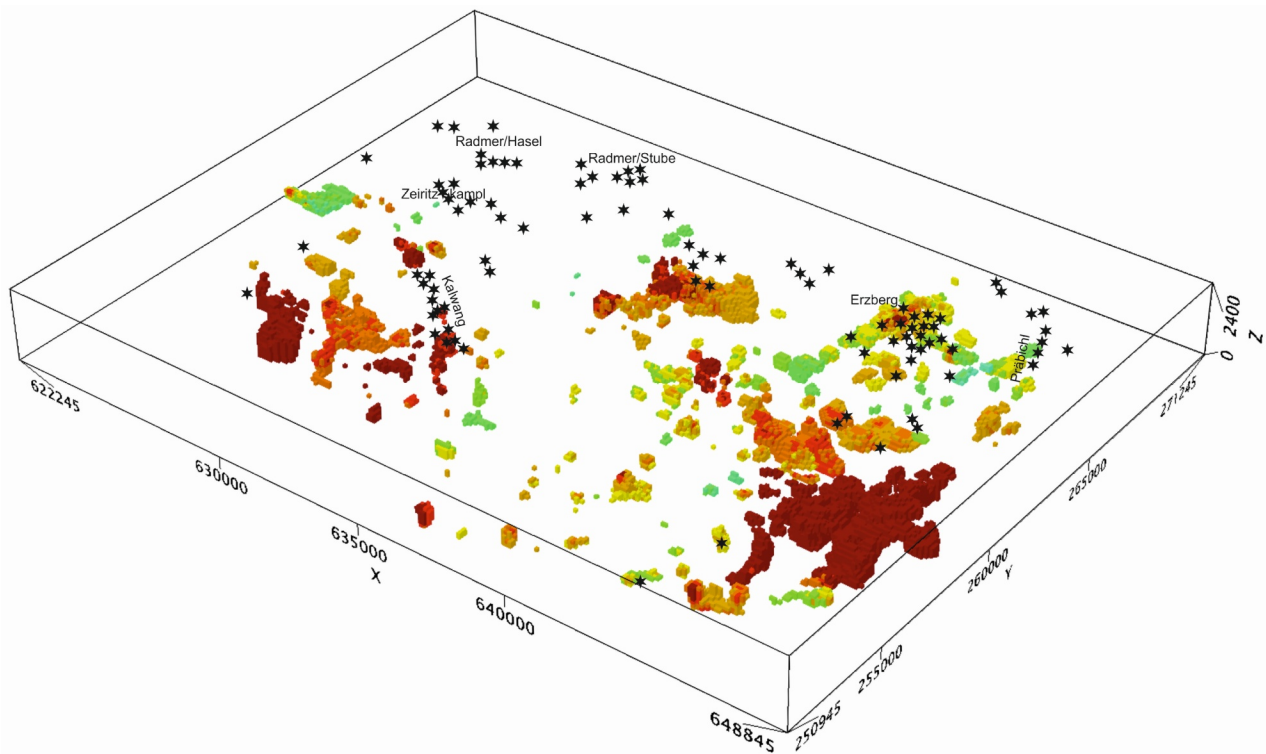 Radmer/Hasel
Radmer/Stube
Kalwang
Erzberg
Präbichl
2400
0
Z
622245
630000
635000
X
640000
648845
250945
255000
Y
260000
265000
271245